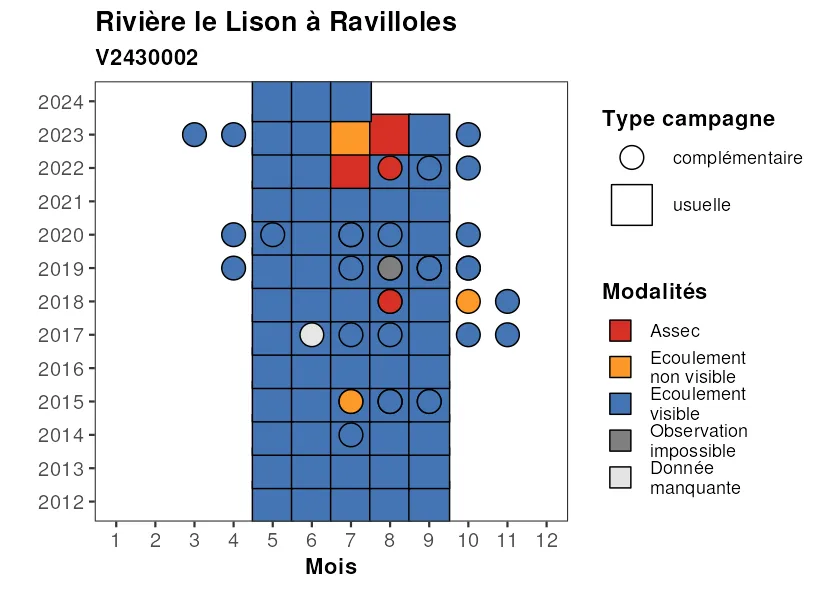 Rivière le Lison à Ravilloles
V2430002
2024
2023
2022
2021
2020
2019
2018
2017
2016
2015
2014
2013
2012
1 2 3 4 5 6 7 8 9 10 11 12
Mois
Type campagne
complémentaire
usuelle
Modalités
Assec
Ecoulement
non visible
Ecoulement
visible
Observation
impossible
Donnée
manquante